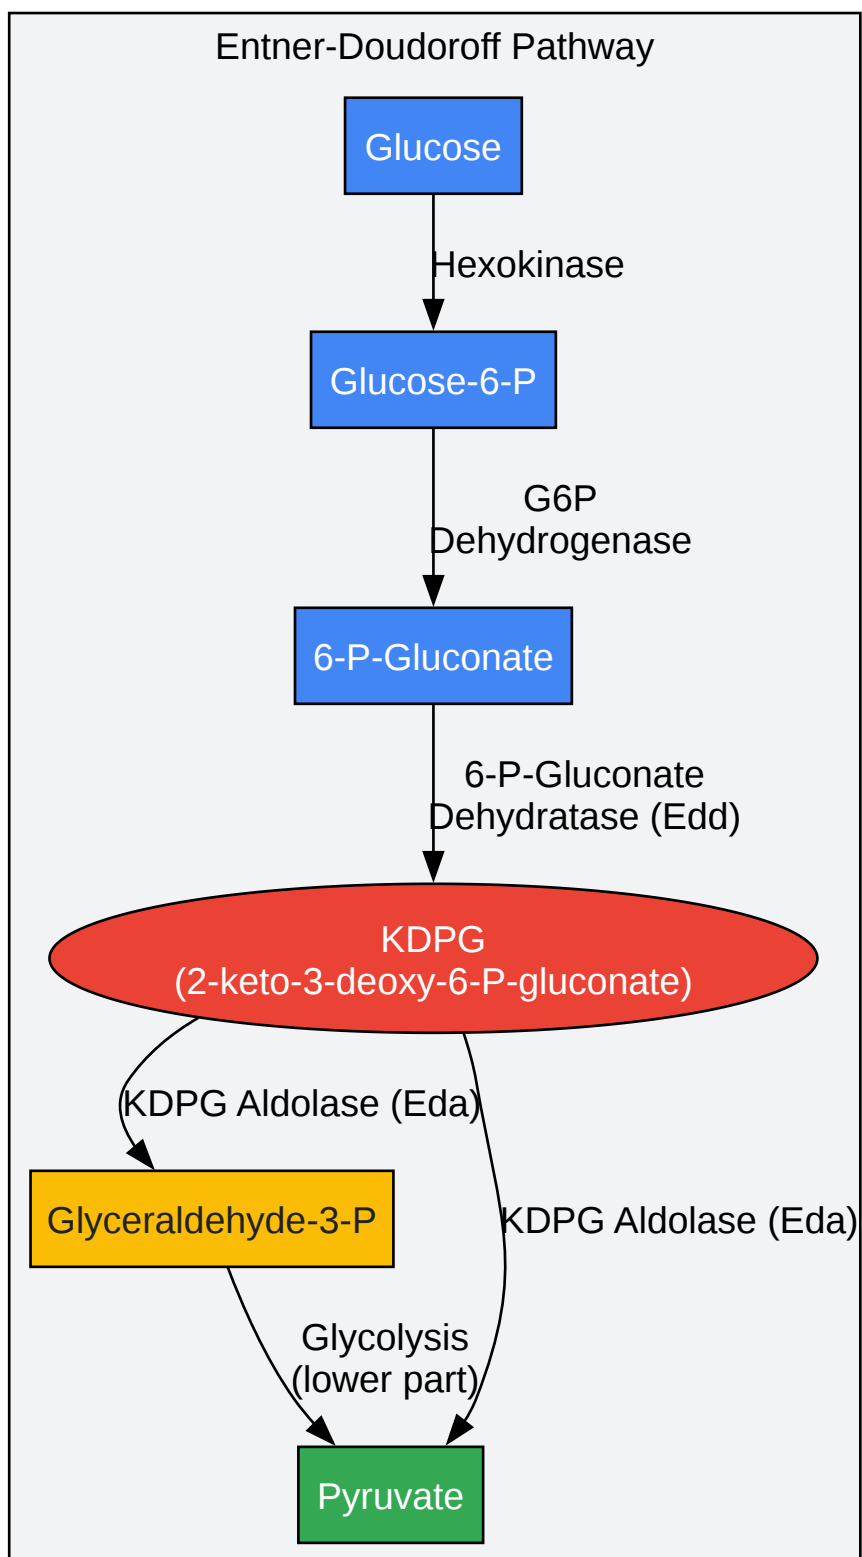 Entner-Doudoroff Pathway
Glucose
Hexokinase
Glucose-6-P
G6P
Dehydrogenase
6-P-Gluconate
6-P-Gluconate
Dehydratase (Edd)
KDPG
(2-keto-3-deoxy-6-P-gluconate)
KDPG Aldolase (Eda)
Glyceraldehyde-3-P
KDPG Aldolase (Eda)
Glycolysis
(lower part)
Pyruvate